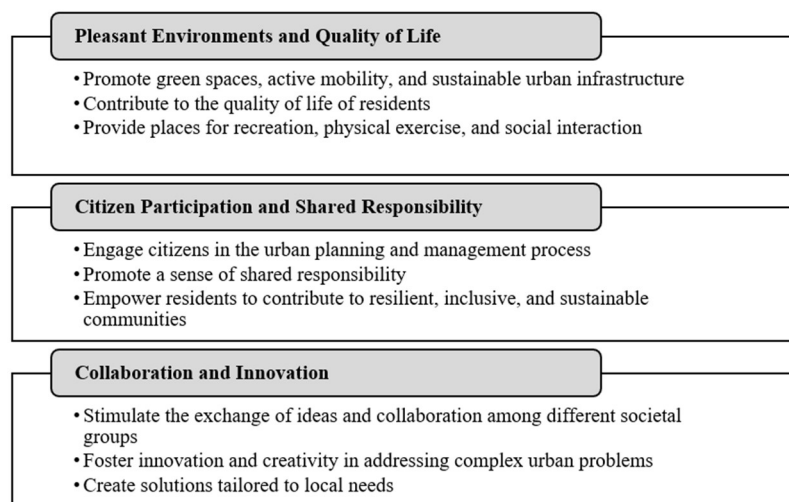 Pleasant Environments and Quality of Life
• Promote green spaces, active mobility, and sustainable urban infrastructure
• Contribute to the quality of life of residents
• Provide places for recreation, physical exercise, and social interaction
Citizen Participation and Shared Responsibility
• Engage citizens in the urban planning and management process
• Promote a sense of shared responsibility
• Empower residents to contribute to resilient, inclusive, and sustainable
communities
Collaboration and Innovation
• Stimulate the exchange of ideas and collaboration among different societal
groups
• Foster innovation and creativity in addressing complex urban problems
• Create solutions tailored to local needs